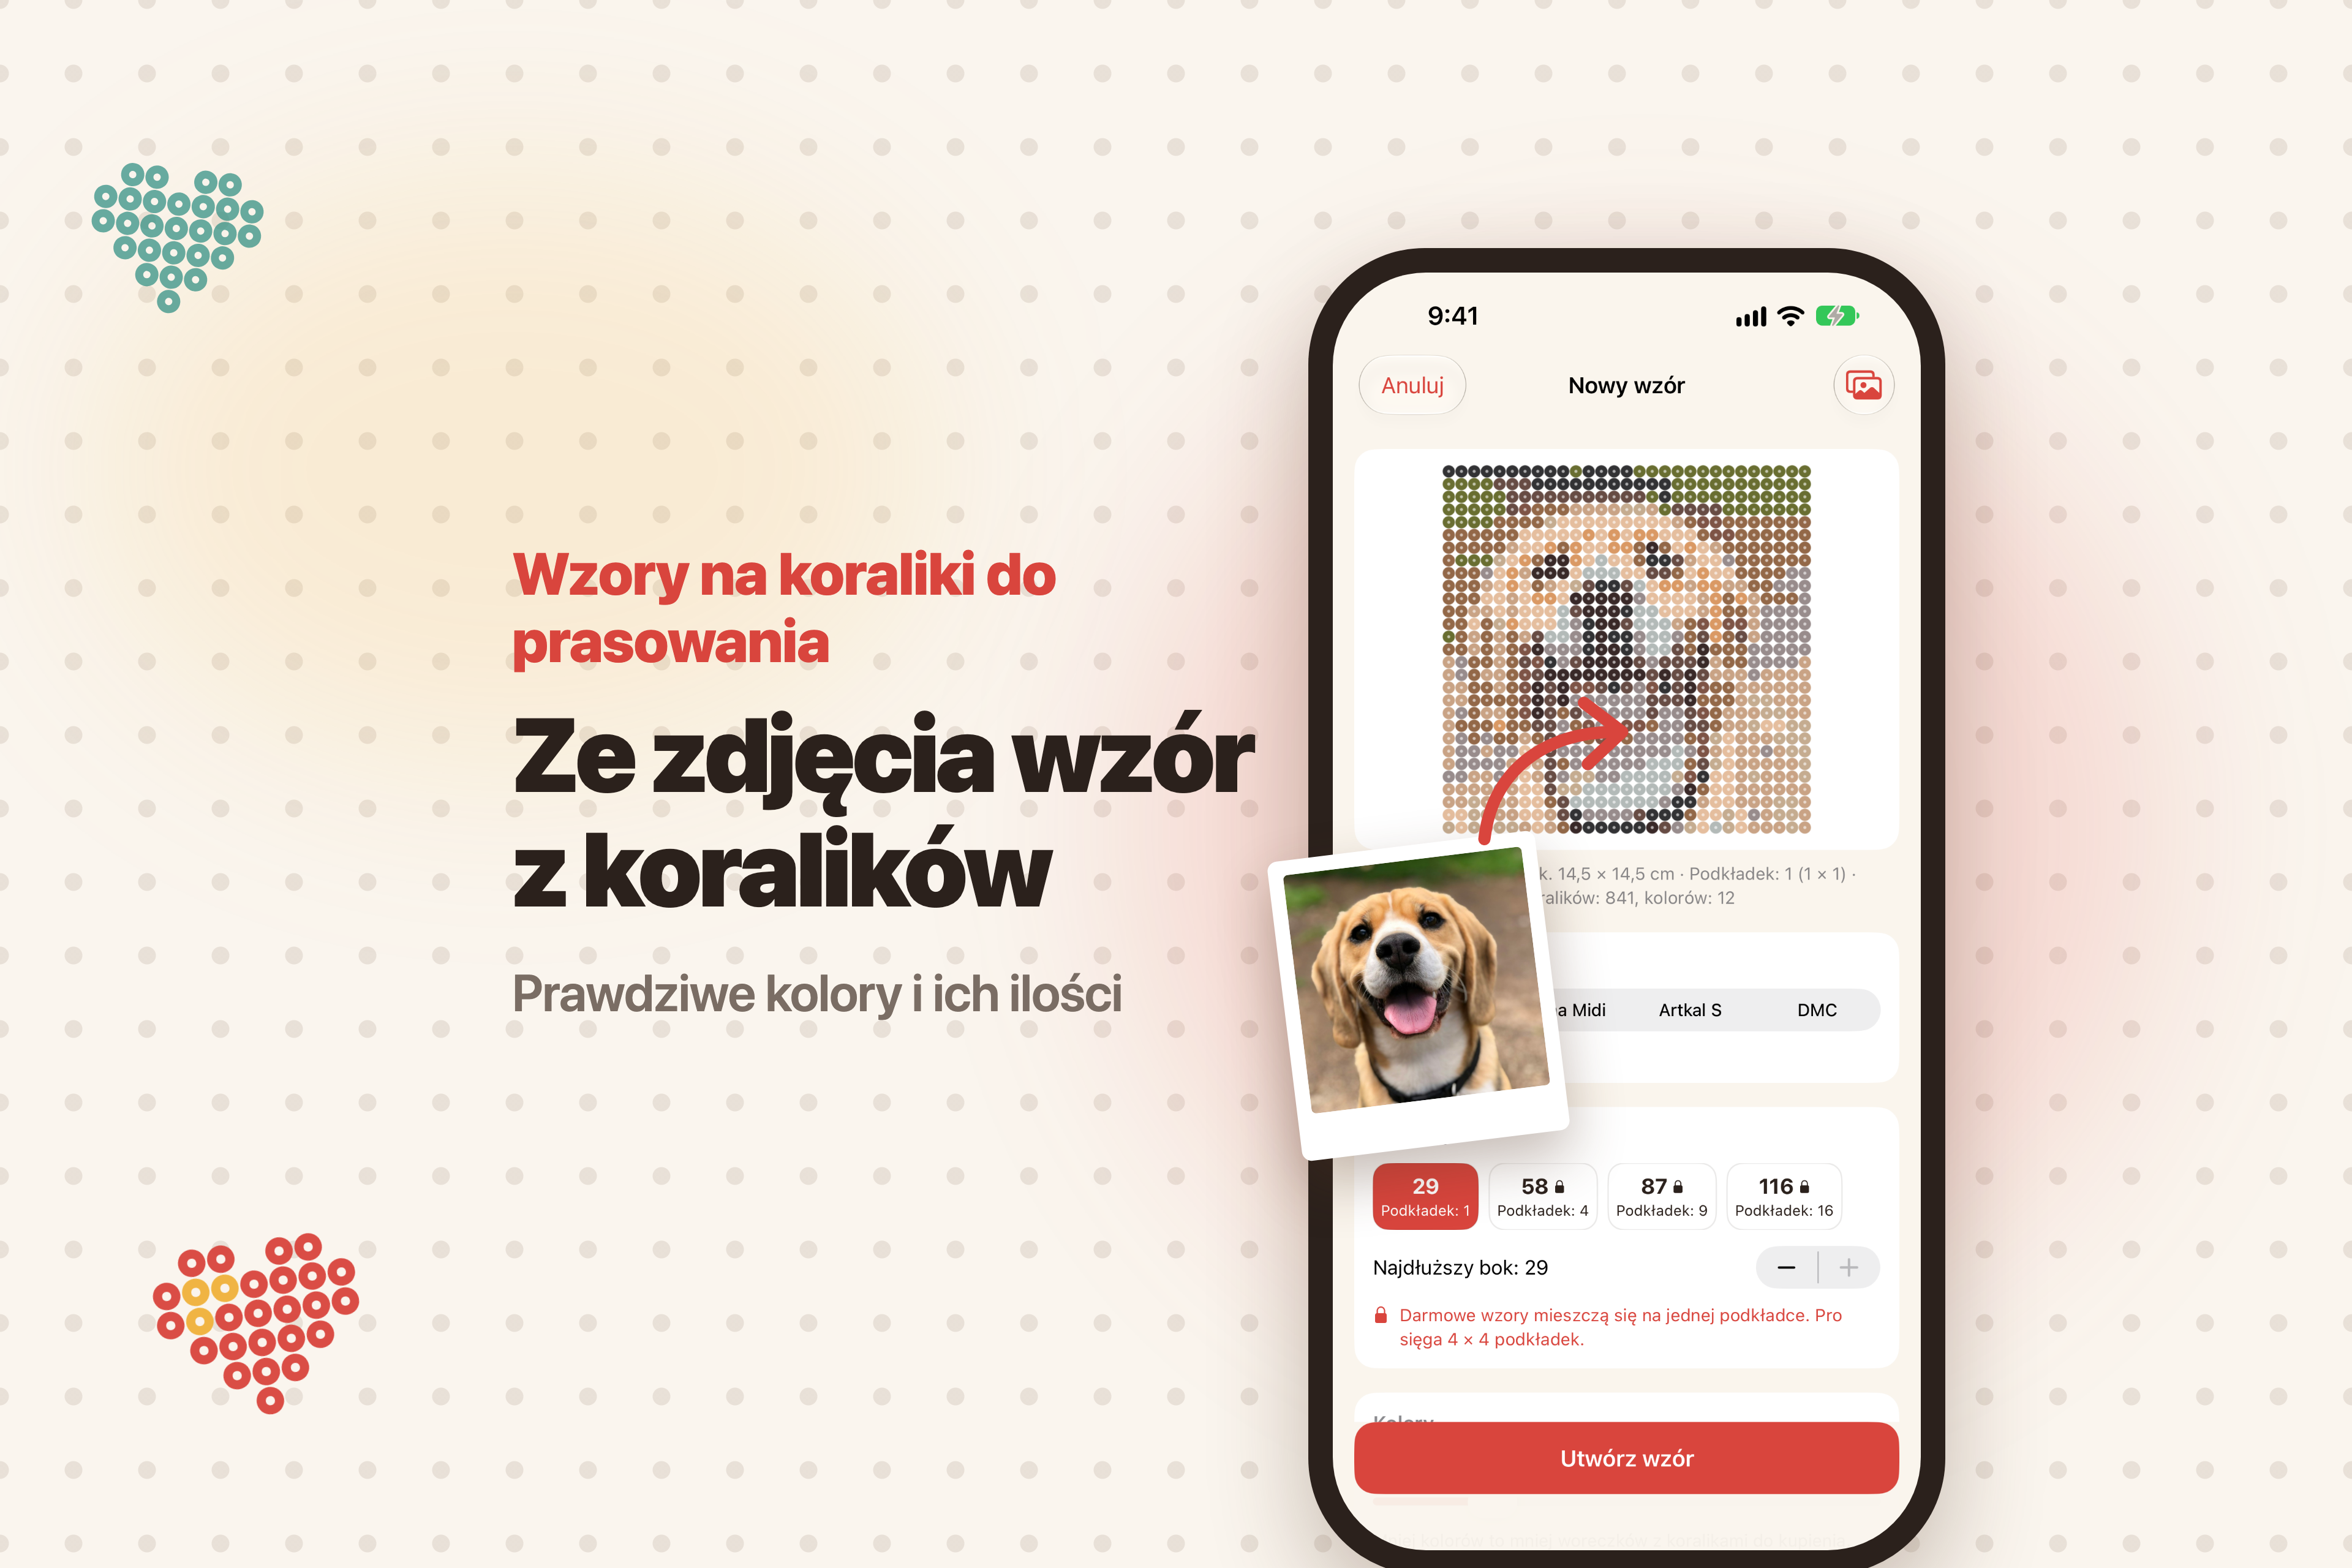 Wzory na koraliki do
prasowania
Ze zdjęcia wzór
z koralików
Prawdziwe kolory i ich ilości
9:41
Anuluj
Nowy wzór
14,5 × 14,5 cm · Podkładek: 1 (1 × 1) ·
841, kolorów: 12
Midi
Artkal S
DMC
29
Podkładek: 1
58
Podkładek: 4
87
Podkładek: 9
116
Podkładek: 16
Najdłuższy bok: 29
Darmowe wzory mieszczą się na jednej podkładce. Pro
sięga 4 × 4 podkładek.
Kolory
Utwórz wzór